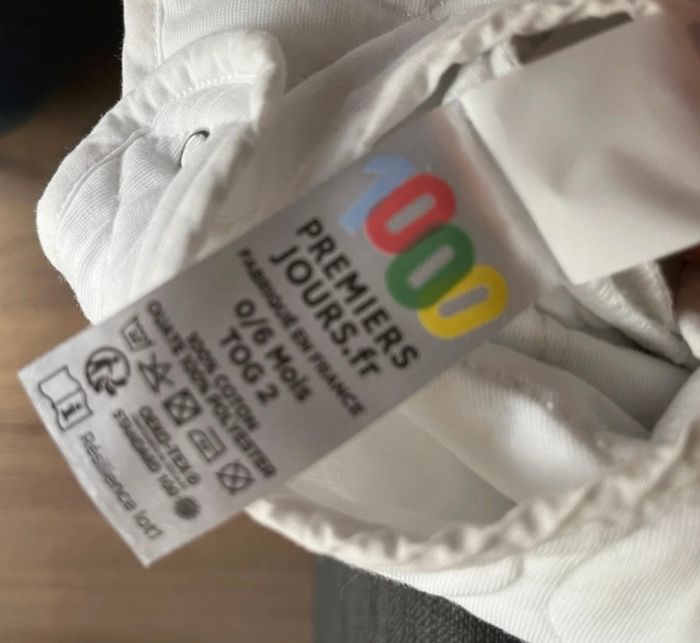 1000
PREMIERS
JOURS.fr
FABRIQUÉ EN FRANCE
0/6 Mois
TOG 2
100% COTON
OUATE 100% POLYESTER
OEKO-TEX®
STANDARD 100
Résilience